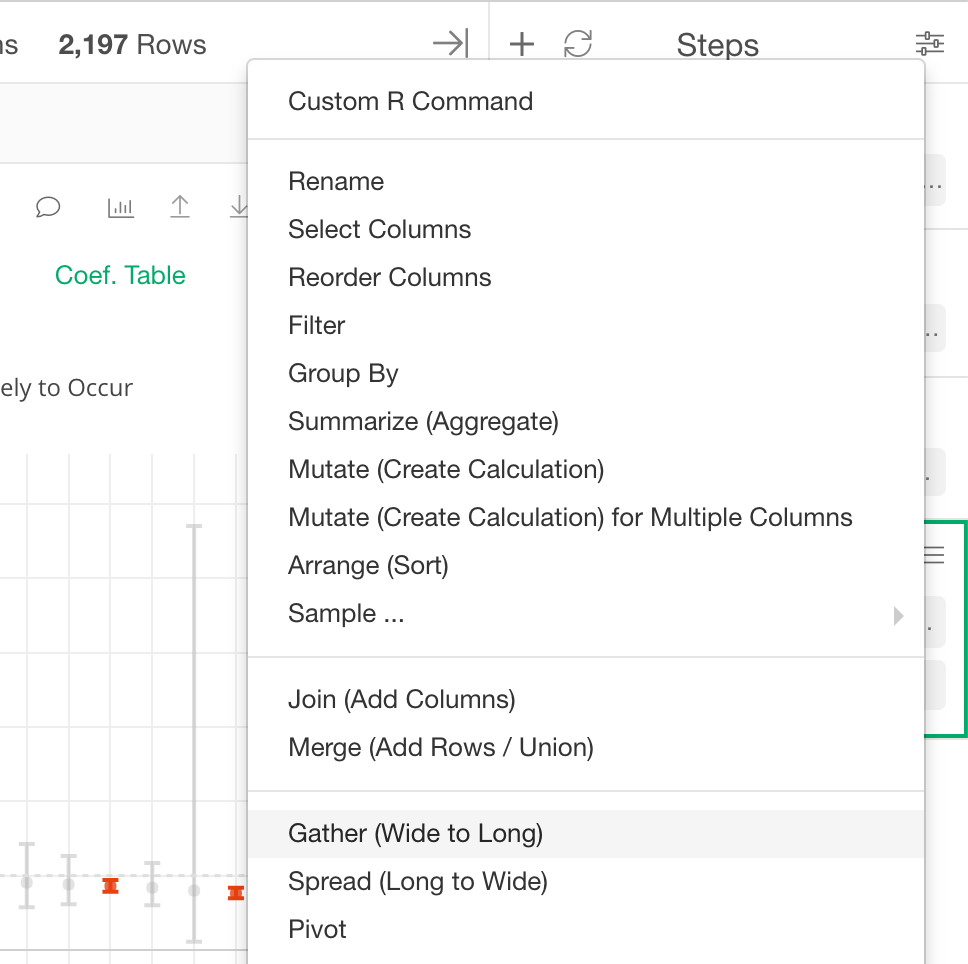 ns 2,197 Rows Steps
Custom R Command
Rename
Select Columns
Coef. Table
Reorder Columns
Filter
ely to Occur
Group By
Summarize (Aggregate)
Mutate (Create Calculation)
Mutate (Create Calculation) for Multiple Columns
Arrange (Sort)
Sample ...
Join (Add Columns)
Merge (Add Rows / Union)
Gather (Wide to Long)
Spread (Long to Wide)
Pivot